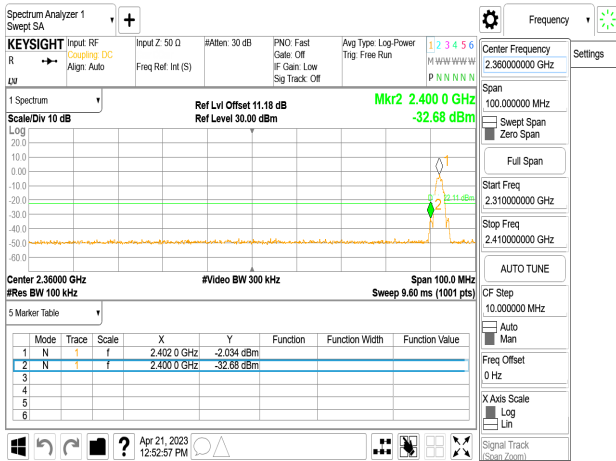 Spectrum Analyzer 1
Swept SA
Frequency
Settings
KEYSIGHT
R
LXI
Input: RF
Coupling: DC
Align: Auto
Input Z: 50 Ω
Freq Ref: Int (S)
#Atten: 30 dB
PNO: Fast
Gate: Off
IF Gain: Low
Sig Track: Off
Avg Type: Log-Power
Trig: Free Run
1 2 3 4 5 6
M W W W W W
P N N N N N
1 Spectrum
Scale/Div 10 dB
Ref Lvl Offset 11.18 dB
Ref Level 30.00 dBm
Mkr2 2.400 0 GHz
-32.68 dBm
Log
20.0
10.0
0.00
-10.0
-20.0
-30.0
-40.0
-50.0
-60.0
1
2
Center 2.36000 GHz
#Video BW 300 kHz
Span 100.0 MHz
#Res BW 100 kHz
Sweep 9.60 ms (1001 pts)
5 Marker Table
Mode Trace Scale X Y Function Function Width Function Value
1 N 1 f 2.402 0 GHz -2.034 dBm
2 N 1 f 2.400 0 GHz -32.68 dBm
3
4
5
6
Apr 21, 2023
12:52:57 PM
Center Frequency
2.360000000 GHz
Span
100.000000 MHz
Swept Span
Zero Span
Full Span
Start Freq
2.310000000 GHz
Stop Freq
2.410000000 GHz
AUTO TUNE
CF Step
10.000000 MHz
Auto
Man
Freq Offset
0 Hz
X Axis Scale
Log
Lin
Signal Track
(Span Zoom)